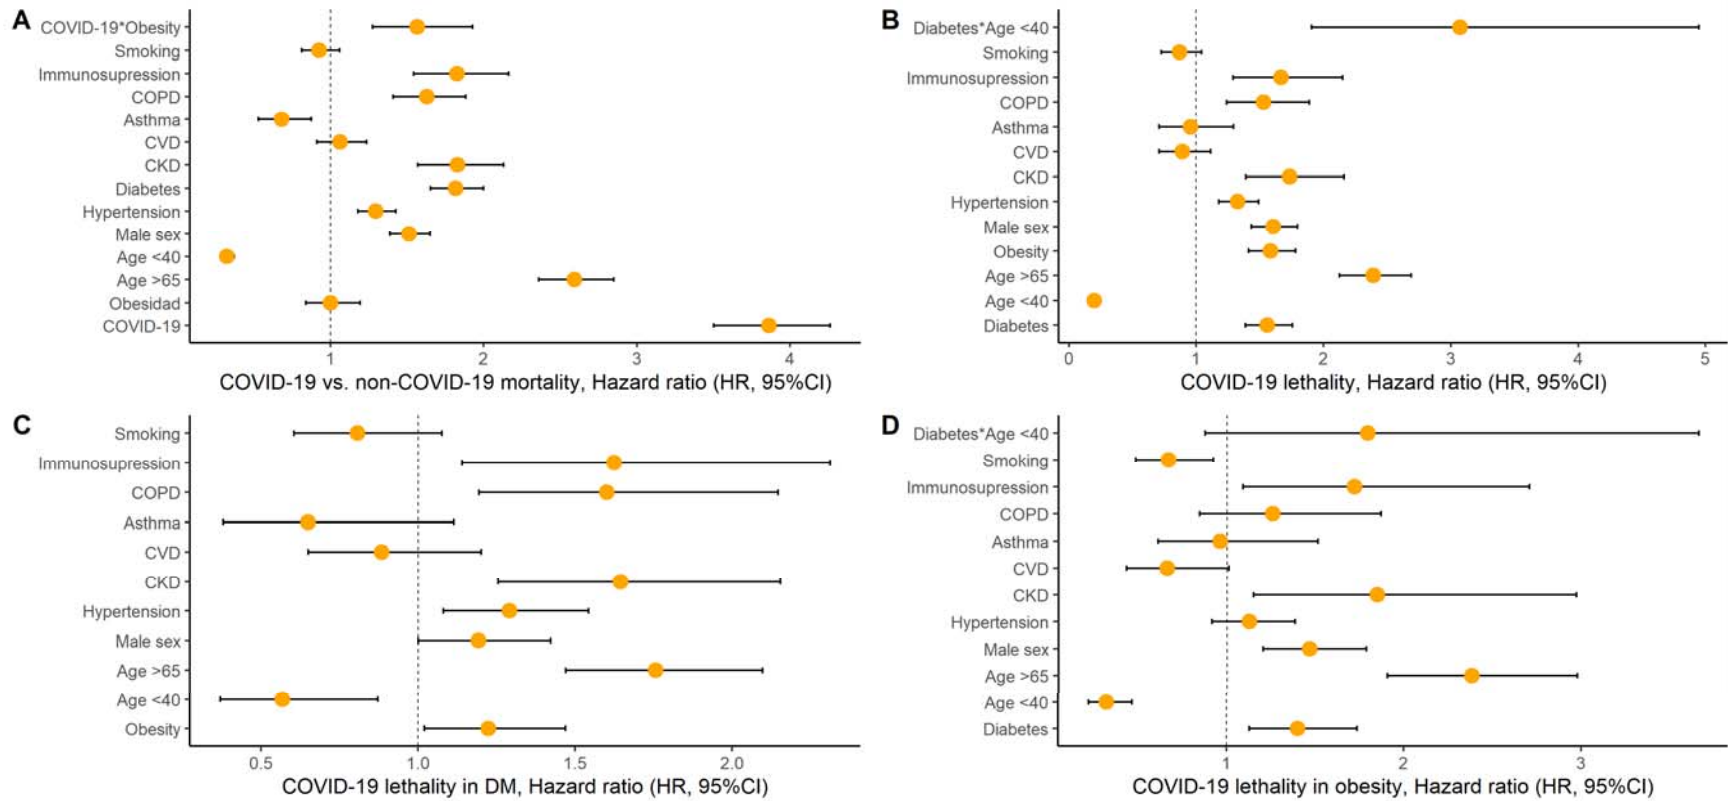 A
COVID-19*Obesity
Smoking
Immunosupression
COPD
Asthma
CVD
CKD
Diabetes
Hypertension
Male sex
Age <40
Age >65
Obesidad
COVID-19
1 2 3 4
COVID-19 vs. non-COVID-19 mortality, Hazard ratio (HR, 95%CI)
B
Diabetes*Age <40
Smoking
Immunosupression
COPD
Asthma
CVD
CKD
Hypertension
Male sex
Obesity
Age >65
Age <40
Diabetes
0 1 2 3 4 5
COVID-19 lethality, Hazard ratio (HR, 95%CI)
C
Smoking
Immunosupression
COPD
Asthma
CVD
CKD
Hypertension
Male sex
Age >65
Age <40
Obesity
0.5 1.0 1.5 2.0
COVID-19 lethality in DM, Hazard ratio (HR, 95%CI)
D
Diabetes*Age <40
Smoking
Immunosupression
COPD
Asthma
CVD
CKD
Hypertension
Male sex
Age >65
Age <40
Diabetes
1 2 3
COVID-19 lethality in obesity, Hazard ratio (HR, 95%CI)